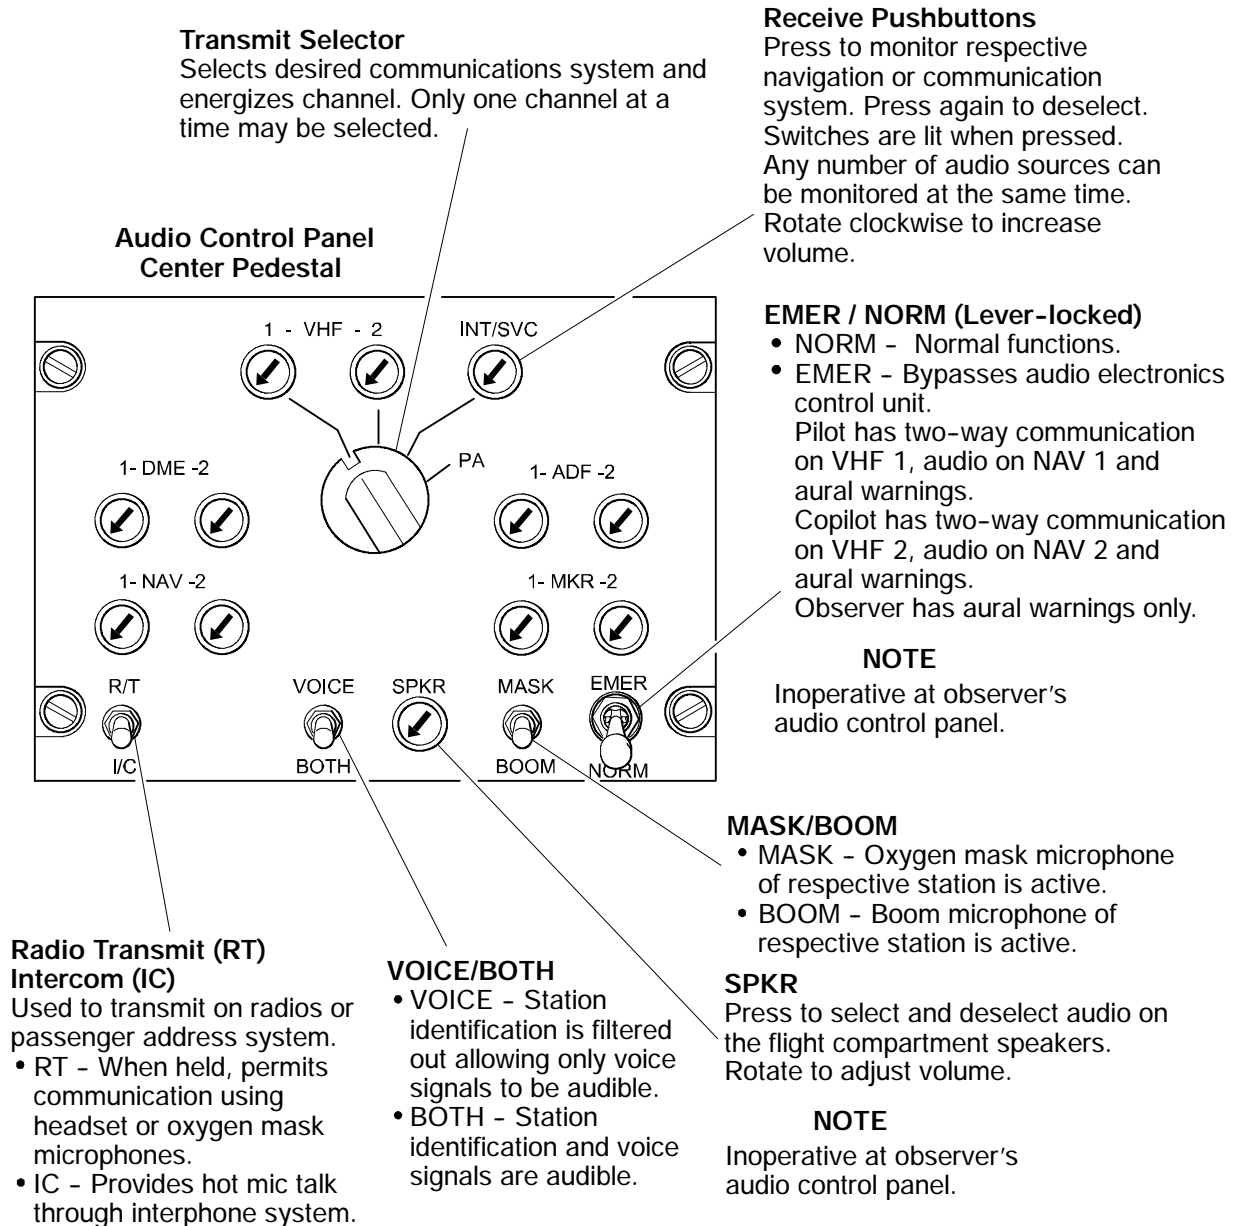 Transmit Selector
Selects desired communications system and
energizes channel. Only one channel at a
time may be selected.
Receive Pushbuttons
Press to monitor respective
navigation or communication
system. Press again to deselect.
Switches are lit when pressed.
Any number of audio sources can
be monitored at the same time.
Rotate clockwise to increase
volume.
Audio Control Panel
Center Pedestal
1 - VHF - 2
INT/SVC
PA
1- DME -2
1- ADF -2
1- NAV -2
1- MKR -2
R/T
VOICE
SPKR
MASK
EMER
I/C
BOTH
BOOM
NORM
EMER / NORM (Lever-locked)
• NORM - Normal functions.
• EMER - Bypasses audio electronics
control unit.
Pilot has two-way communication
on VHF 1, audio on NAV 1 and
aural warnings.
Copilot has two-way communication
on VHF 2, audio on NAV 2 and
aural warnings.
Observer has aural warnings only.
NOTE
Inoperative at observer's
audio control panel.
MASK/BOOM
• MASK - Oxygen mask microphone
of respective station is active.
• BOOM - Boom microphone of
respective station is active.
SPKR
Press to select and deselect audio on
the flight compartment speakers.
Rotate to adjust volume.
NOTE
Inoperative at observer's
audio control panel.
VOICE/BOTH
• VOICE - Station
identification is filtered
out allowing only voice
signals to be audible.
• BOTH - Station
identification and voice
signals are audible.
Radio Transmit (RT)
Intercom (IC)
Used to transmit on radios or
passenger address system.
• RT - When held, permits
communication using
headset or oxygen mask
microphones.
• IC - Provides hot mic talk
through interphone system.